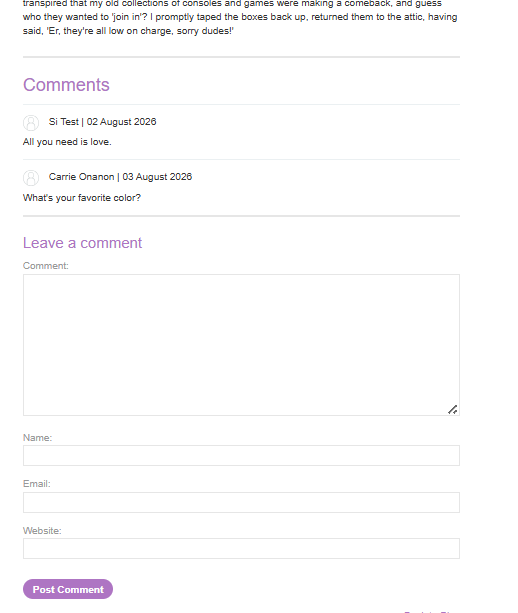 transpired that my old collections of consoles and games were making a comeback, and guess
who they wanted to 'join in'? I promptly taped the boxes back up, returned them to the attic, having
said, 'Er, they're all low on charge, sorry dudes!'
Comments
Si Test | 02 August 2026
All you need is love.
Carrie Onanon | 03 August 2026
What's your favorite color?
Leave a comment
Comment:
Name:
Email:
Website:
Post Comment